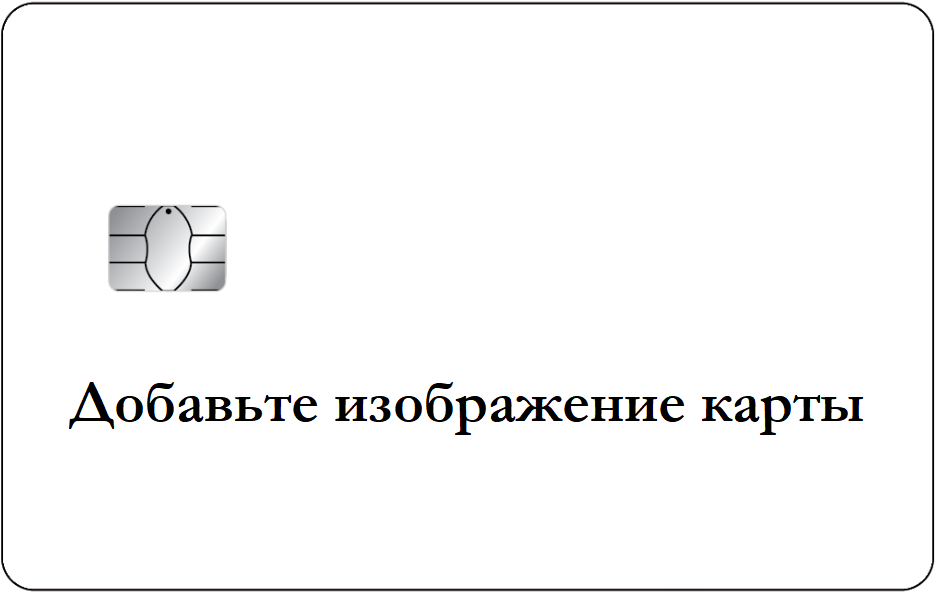 Добавьте изображение карты